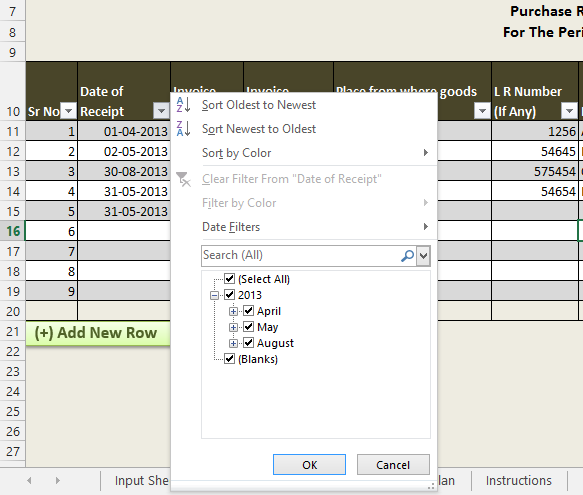 7 Purchase R
8 For The Peri
9
10 Sr No Date of Receipt Invoice Invoice Place from where goods L R Number (If Any)
11 1 01-04-2013 1256
12 2 02-05-2013 54645
13 3 30-08-2013 575454
14 4 31-05-2013 54654
15 5 31-05-2013
16 6
17 7
18 8
19 9
20
21 (+) Add New Row
22
23
24
25
26
27
Sort Oldest to Newest
Sort Newest to Oldest
Sort by Color
Clear Filter From "Date of Receipt"
Filter by Color
Date Filters
Search (All)
(Select All)
2013
April
May
August
(Blanks)
OK Cancel
Input She lan Instructions